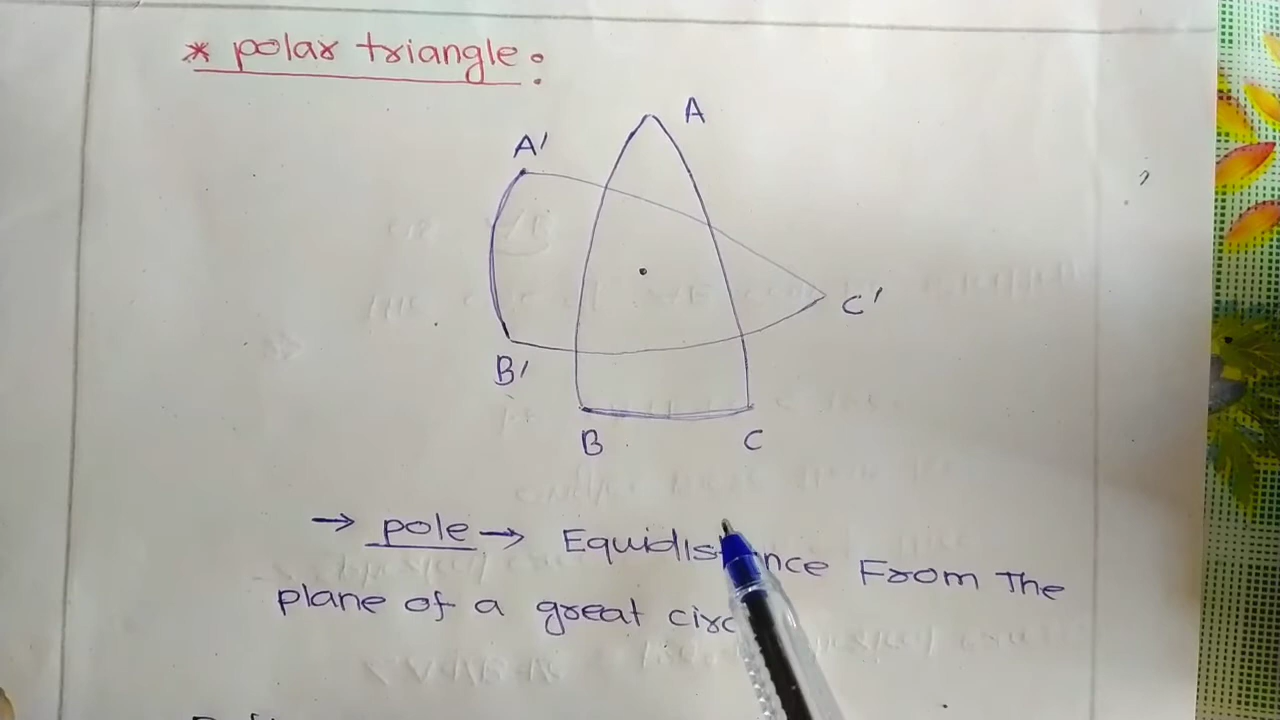 * polar triangle:
A
A'
C'
B'
B C
→ pole → Equidistance From The
plane of a great circ